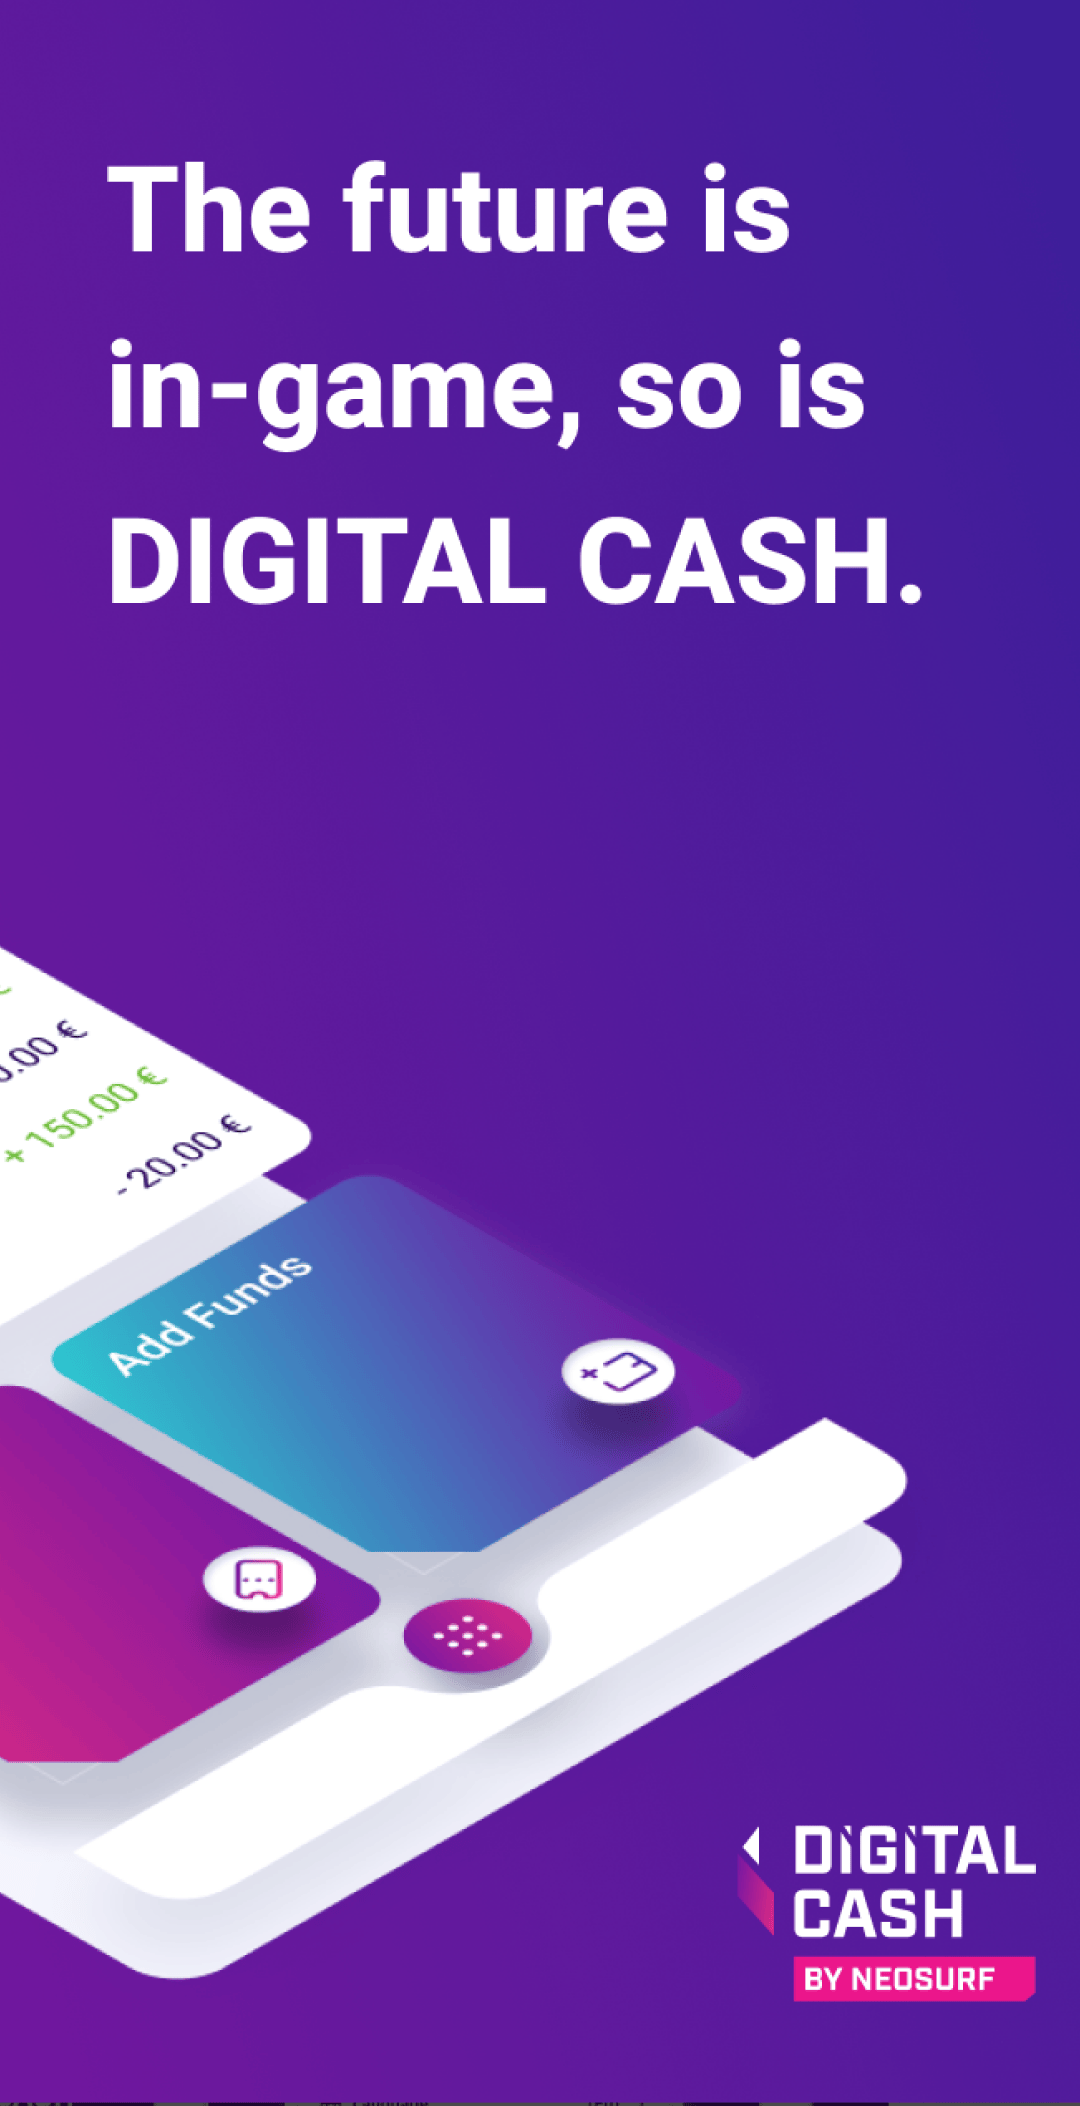 The future is
in-game, so is
DIGITAL CASH.
+ 150.00 €
- 20.00 €
Add Funds
DIGITAL
CASH
BY NEOSURF